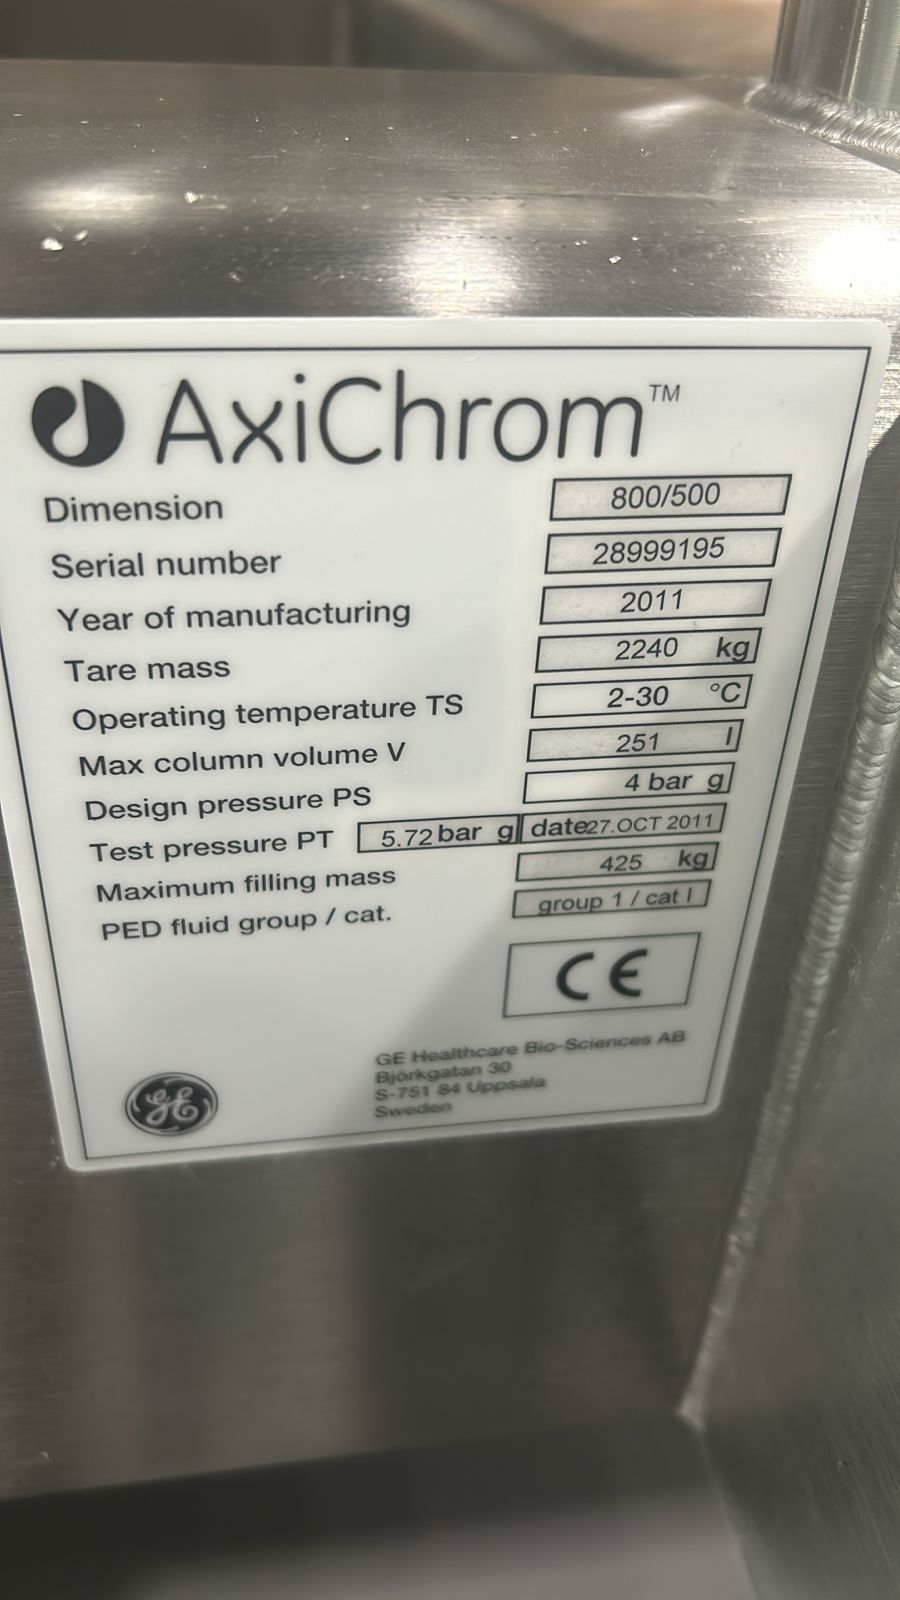 AxiChrom™
Dimension 800/500
Serial number 28999195
Year of manufacturing 2011
Tare mass 2240 kg
Operating temperature TS 2-30 °C
Max column volume V 251 l
Design pressure PS 4 bar g
Test pressure PT 5.72 bar g date 27.OCT 2011
Maximum filling mass 425 kg
PED fluid group / cat. group 1 / cat I
CE
GE Healthcare Bio-Sciences AB
Björkgatan 30
S-751 84 Uppsala
Sweden
GE